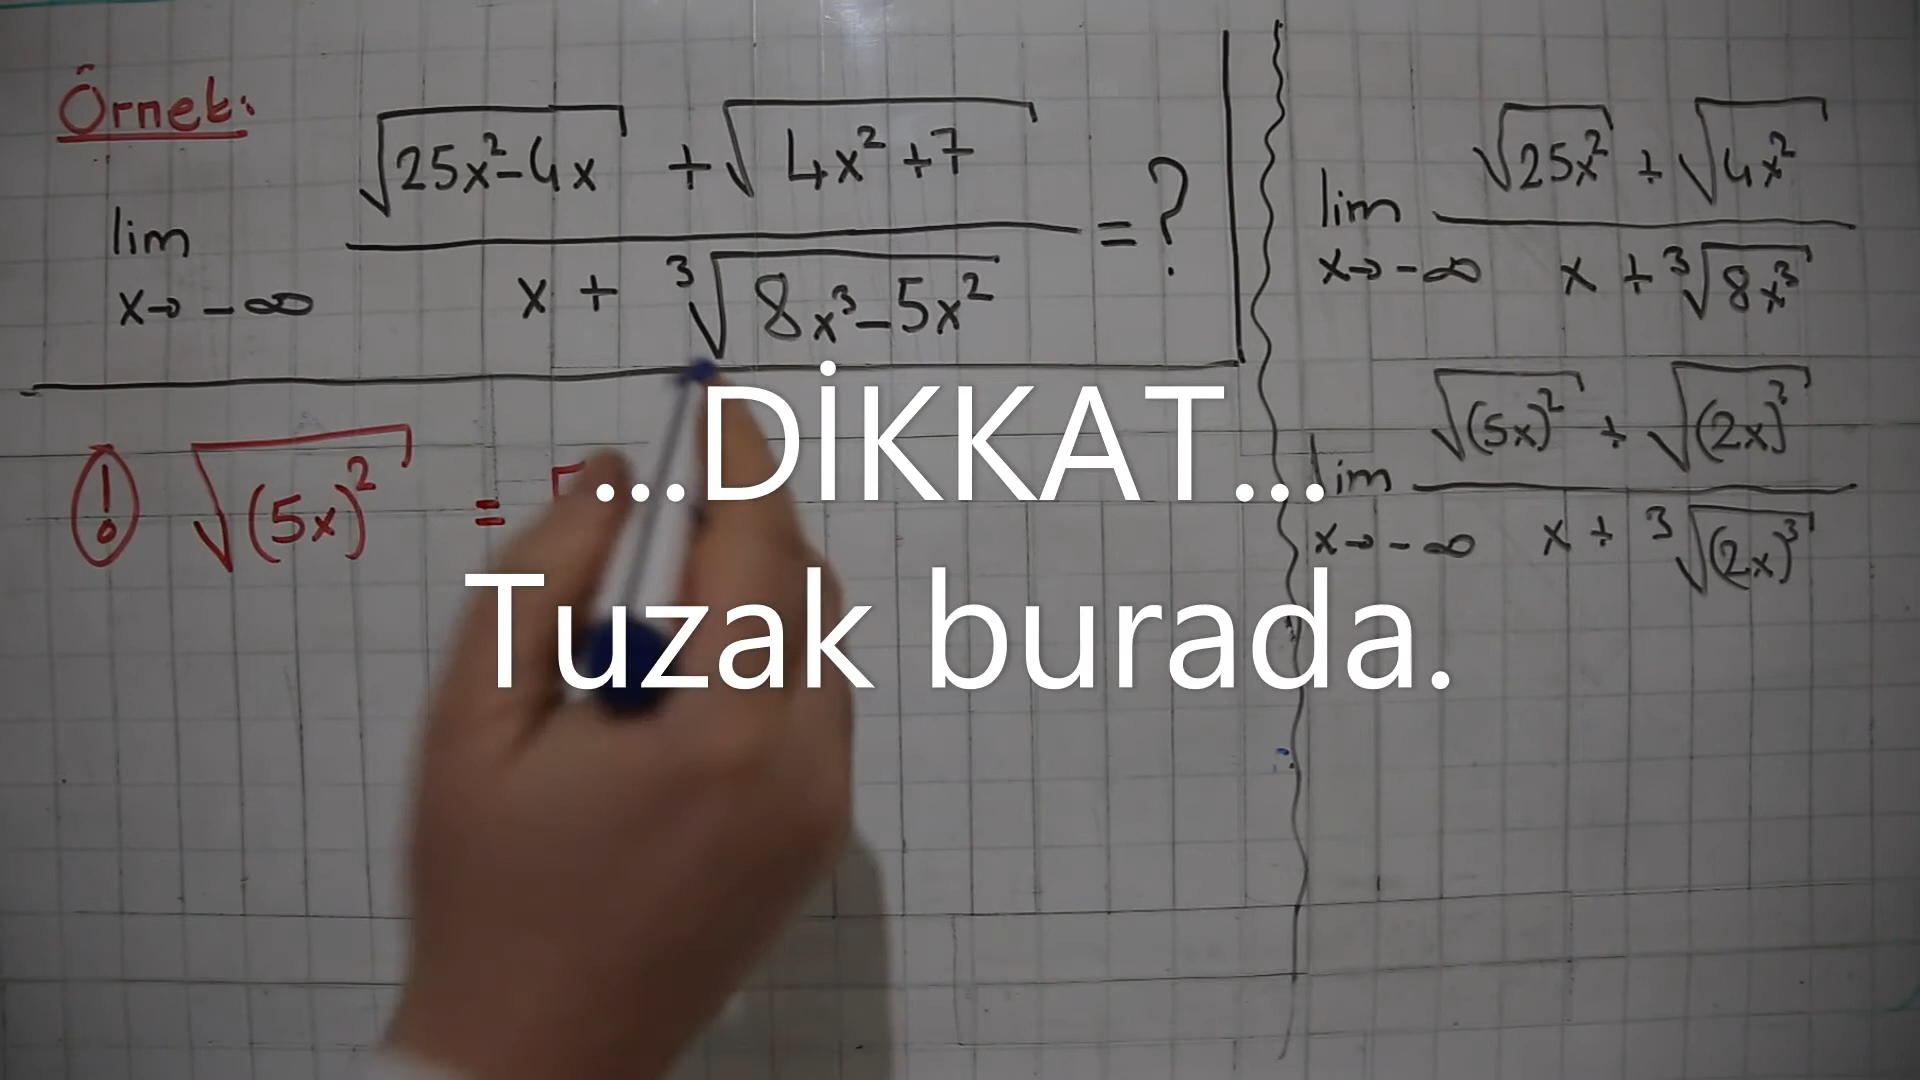 Örnek:
lim x→-∞ (√(25x²-4x) + √(4x²+7)) / (x + ³√(8x³-5x²)) = ?
lim x→-∞ (√(25x²) + √(4x²)) / (x + ³√(8x³))
lim x→-∞ (√((5x)²) + √((2x)²)) / (x + ³√((2x)³))
! √((5x)²) =
...DİKKAT...
Tuzak burada.